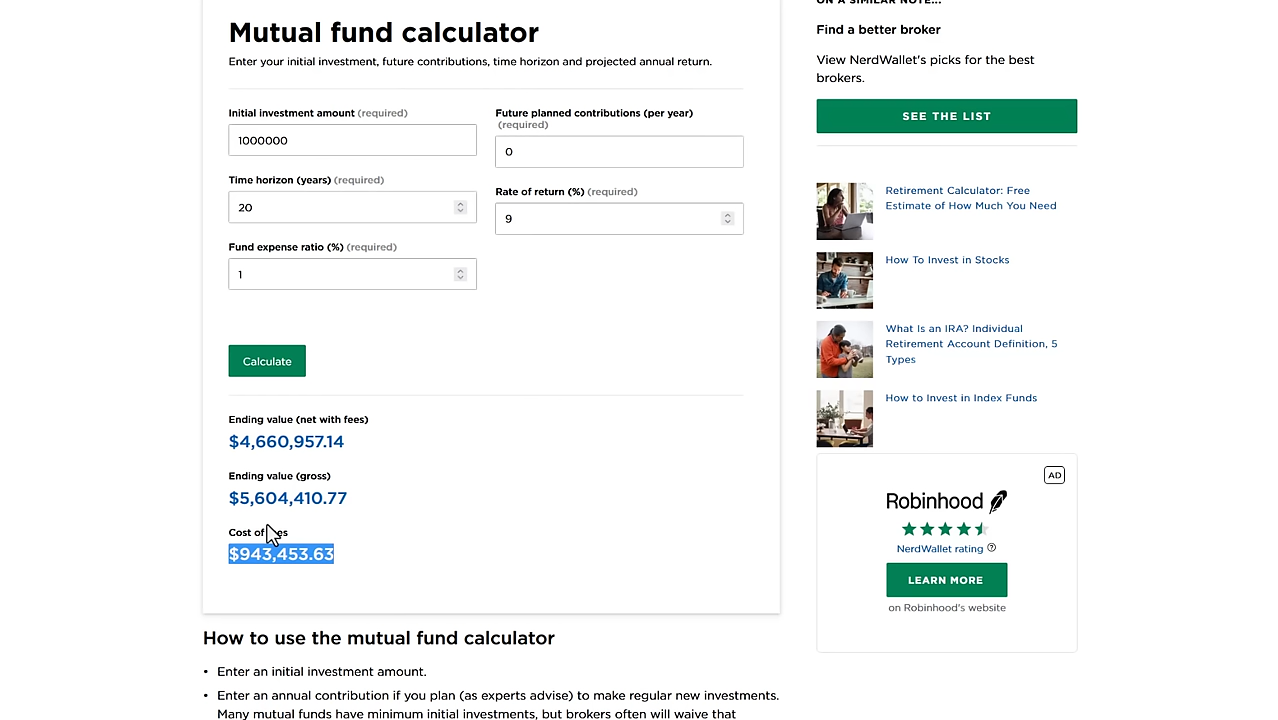 ON A SIMILAR NOTE...
Mutual fund calculator
Enter your initial investment, future contributions, time horizon and projected annual return.
Initial investment amount (required)
1000000
Future planned contributions (per year)
(required)
0
Time horizon (years) (required)
20
Rate of return (%) (required)
9
Fund expense ratio (%) (required)
1
Calculate
Ending value (net with fees)
$4,660,957.14
Ending value (gross)
$5,604,410.77
Cost of es
$943,453.63
How to use the mutual fund calculator
• Enter an initial investment amount.
• Enter an annual contribution if you plan (as experts advise) to make regular new investments.
Many mutual funds have minimum initial investments, but brokers often will waive that
Find a better broker
View NerdWallet's picks for the best
brokers.
SEE THE LIST
Retirement Calculator: Free
Estimate of How Much You Need
How To Invest in Stocks
What Is an IRA? Individual
Retirement Account Definition, 5
Types
How to Invest in Index Funds
AD
Robinhood
NerdWallet rating
LEARN MORE
on Robinhood's website